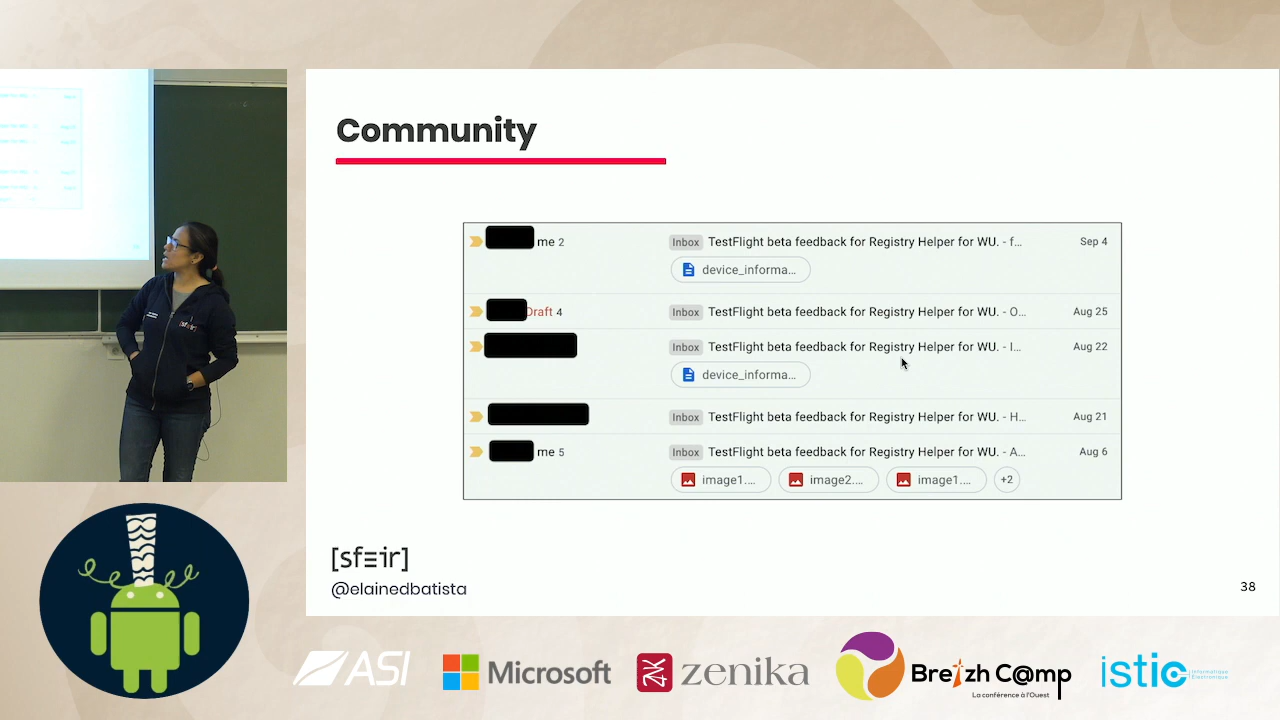 Community
me 2
Inbox TestFlight beta feedback for Registry Helper for WU. - f...
Sep 4
device_informa...
Draft 4
Inbox TestFlight beta feedback for Registry Helper for WU. - O...
Aug 25
Inbox TestFlight beta feedback for Registry Helper for WU. - I...
Aug 22
device_informa...
Inbox TestFlight beta feedback for Registry Helper for WU. - H...
Aug 21
me 5
Inbox TestFlight beta feedback for Registry Helper for WU. - A...
Aug 6
image1....
image2....
image1....
+2
[sfeir]
@elainedbatista
38
ASI
Microsoft
zenika
Breizh C@mp
La conférence à l'Ouest
istic
Informatique
Électronique